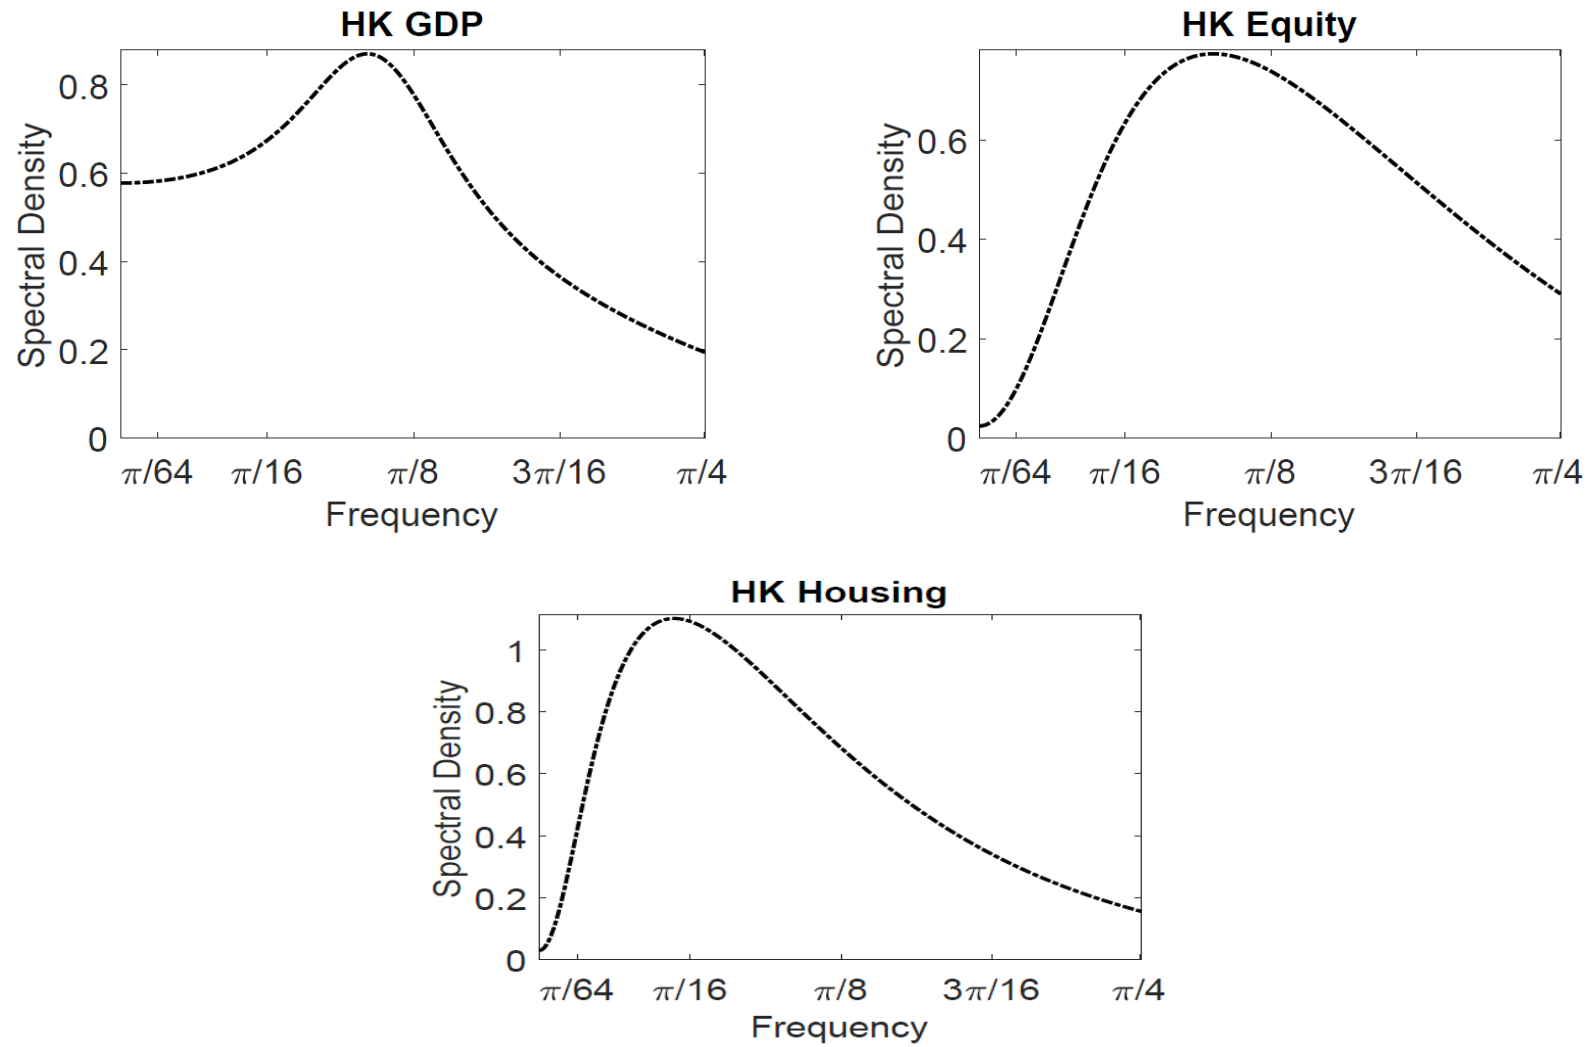 HK GDP
Spectral Density
0.8
0.6
0.4
0.2
0
π/64 π/16 π/8 3π/16 π/4
Frequency
HK Equity
Spectral Density
0.6
0.4
0.2
0
π/64 π/16 π/8 3π/16 π/4
Frequency
HK Housing
Spectral Density
1
0.8
0.6
0.4
0.2
0
π/64 π/16 π/8 3π/16 π/4
Frequency